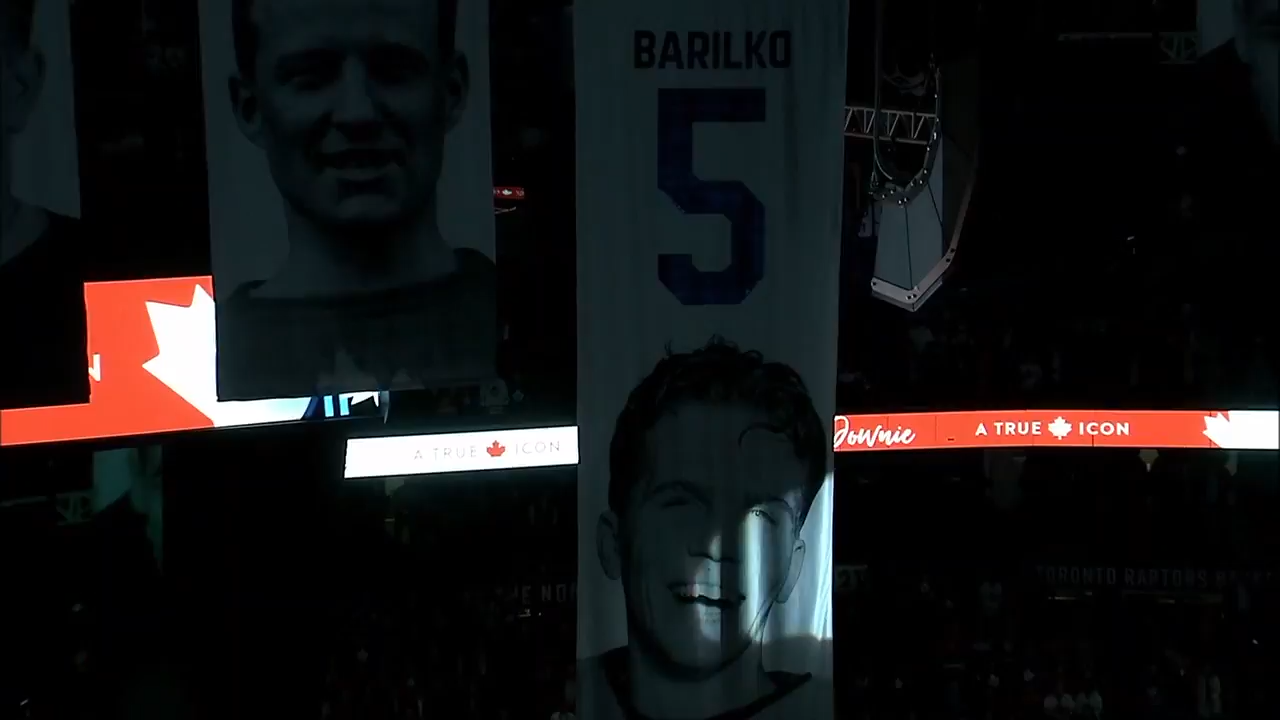 BARILKO
5
Downie
A TRUE ICON
A TRUE ICON
TORONTO RAPTORS